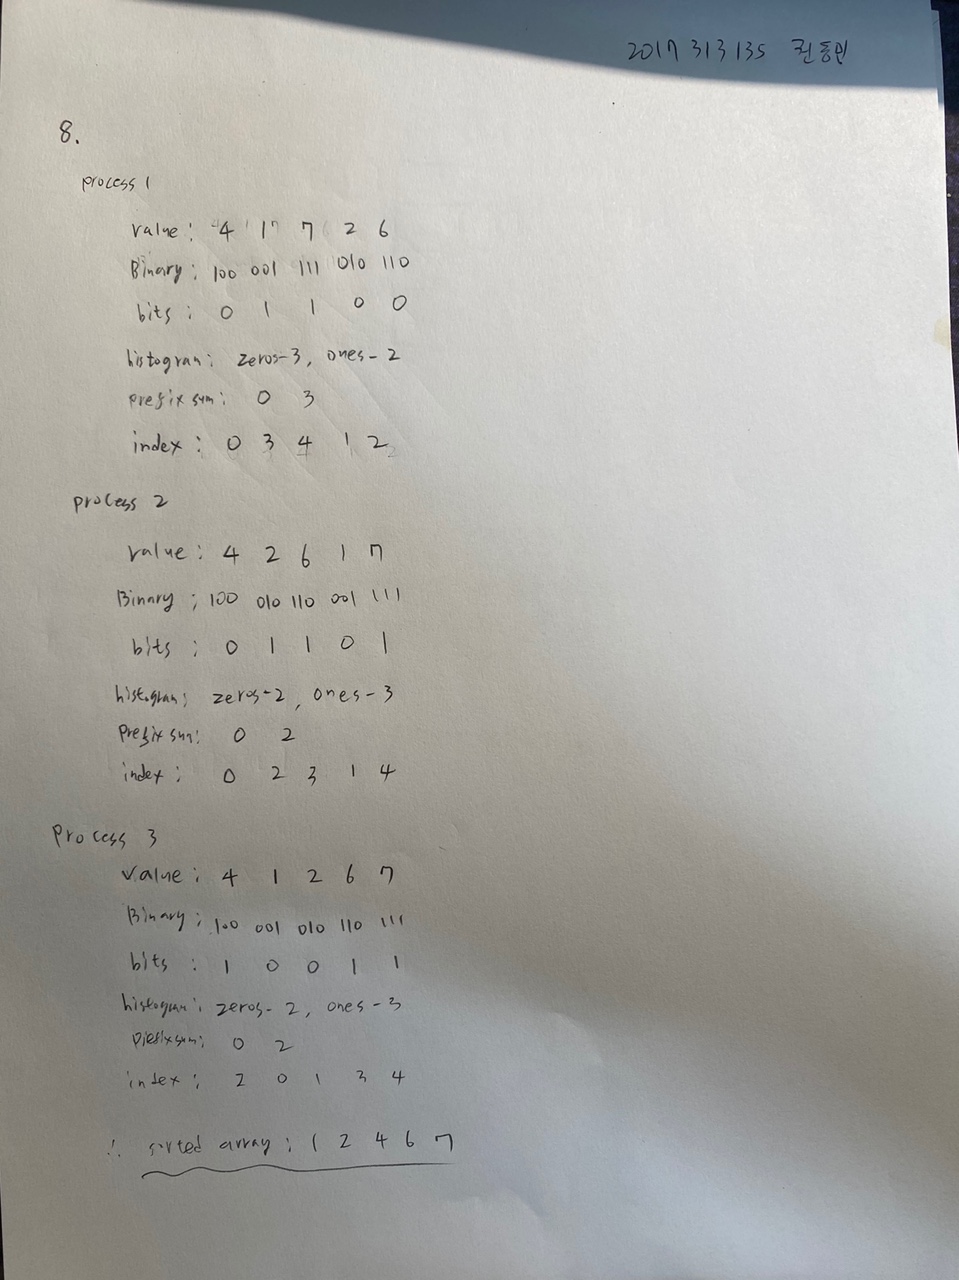 2017313135 권동민
8.
process 1
value : 4 1 7 2 6
Binary : 100 001 111 010 110
bits : 0 1 1 0 0
histogram : zeros-3, ones-2
prefix sum : 0 3
index : 0 3 4 1 2
process 2
value : 4 2 6 1 7
Binary ; 100 010 110 001 111
bits ; 0 1 1 0 1
histogram ; zeros-2, ones-3
prefix sum : 0 2
index ; 0 2 3 1 4
process 3
value ; 4 1 2 6 7
Binary ; 100 001 010 110 111
bits : 1 0 0 1 1
histogram ; zeros-2, ones-3
prefix sum ; 0 2
index ; 2 0 1 3 4
∴ sorted array ; 1 2 4 6 7